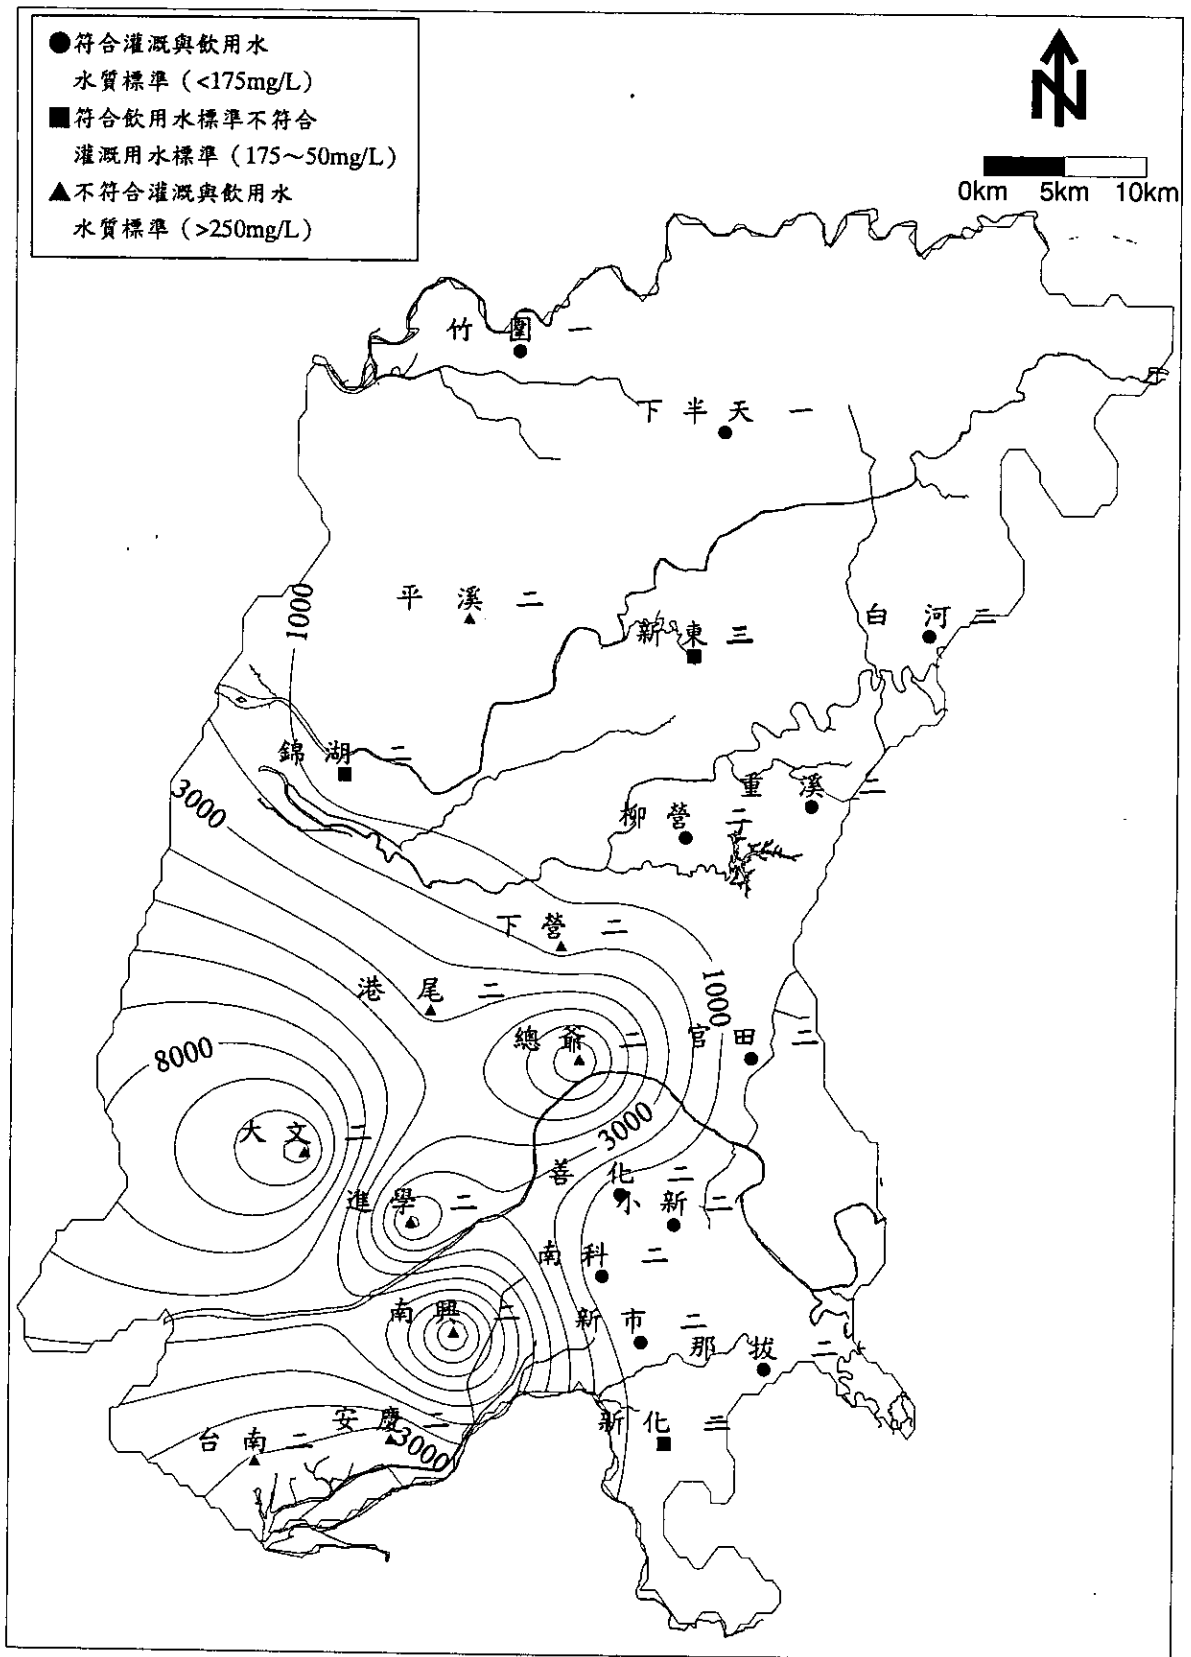 ●符合灌溉與飲用水
水質標準（<175mg/L）
■符合飲用水標準不符合
灌溉用水標準（175～50mg/L）
▲不符合灌溉與飲用水
水質標準（>250mg/L）
N
0km 5km 10km
竹圍一
下半天一
平溪二
1000
新東三
白河三
錦湖二
3000
重溪二
柳營二
下營二
港尾二
1000
總爺二
官田二
8000
大文二
3000
善化二
進學二
小新二
南科二
南興二
新市二
那拔二
安慶二
新化三
台南二
3000